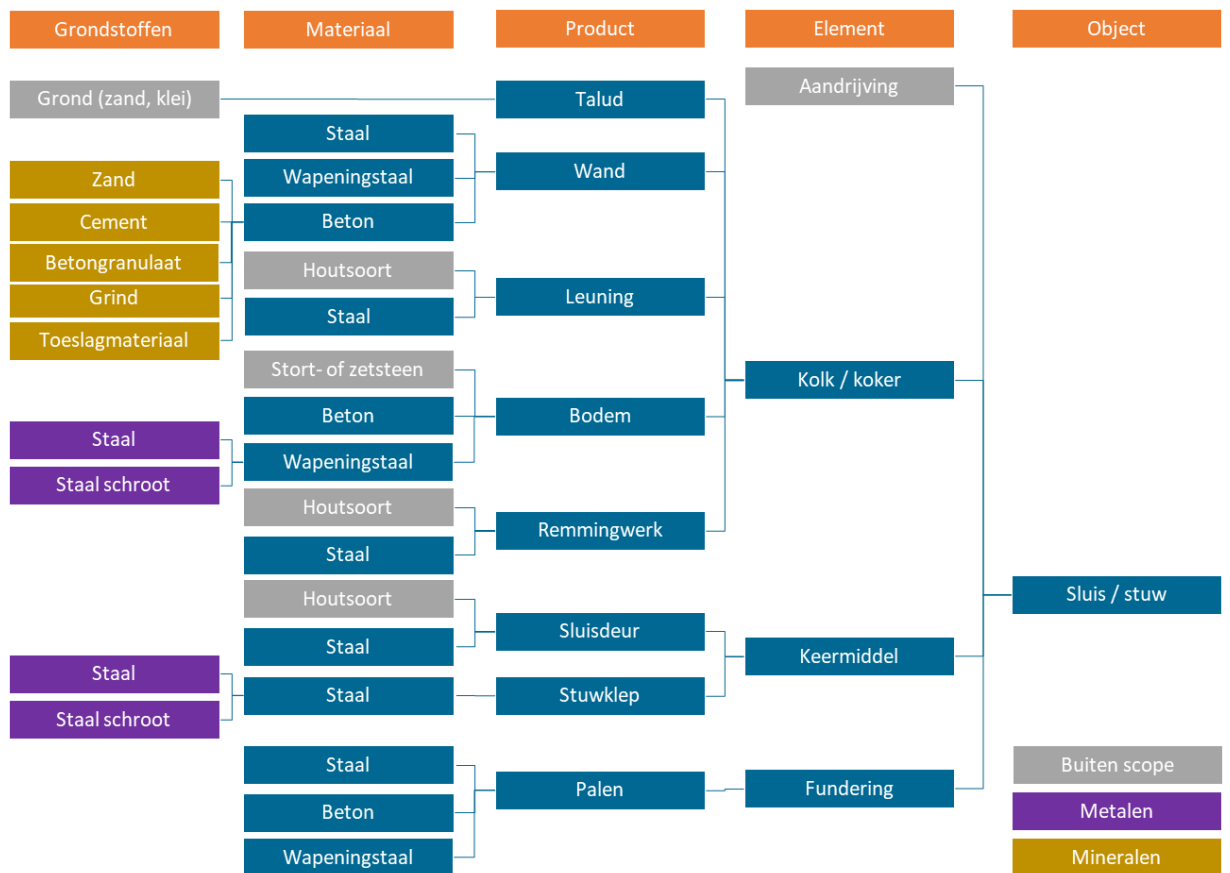 Grondstoffen
Materiaal
Product
Element
Object
Grond (zand, klei)
Zand
Cement
Betongranulaat
Grind
Toeslagmateriaal
Staal
Staal schroot
Staal
Staal schroot
Staal
Wapeningstaal
Beton
Houtsoort
Staal
Stort- of zetsteen
Beton
Wapeningstaal
Houtsoort
Staal
Houtsoort
Staal
Staal
Staal
Beton
Wapeningstaal
Talud
Wand
Leuning
Bodem
Remmingwerk
Sluisdeur
Stuwklep
Palen
Aandrijving
Kolk / koker
Keermiddel
Fundering
Sluis / stuw
Buiten scope
Metalen
Mineralen